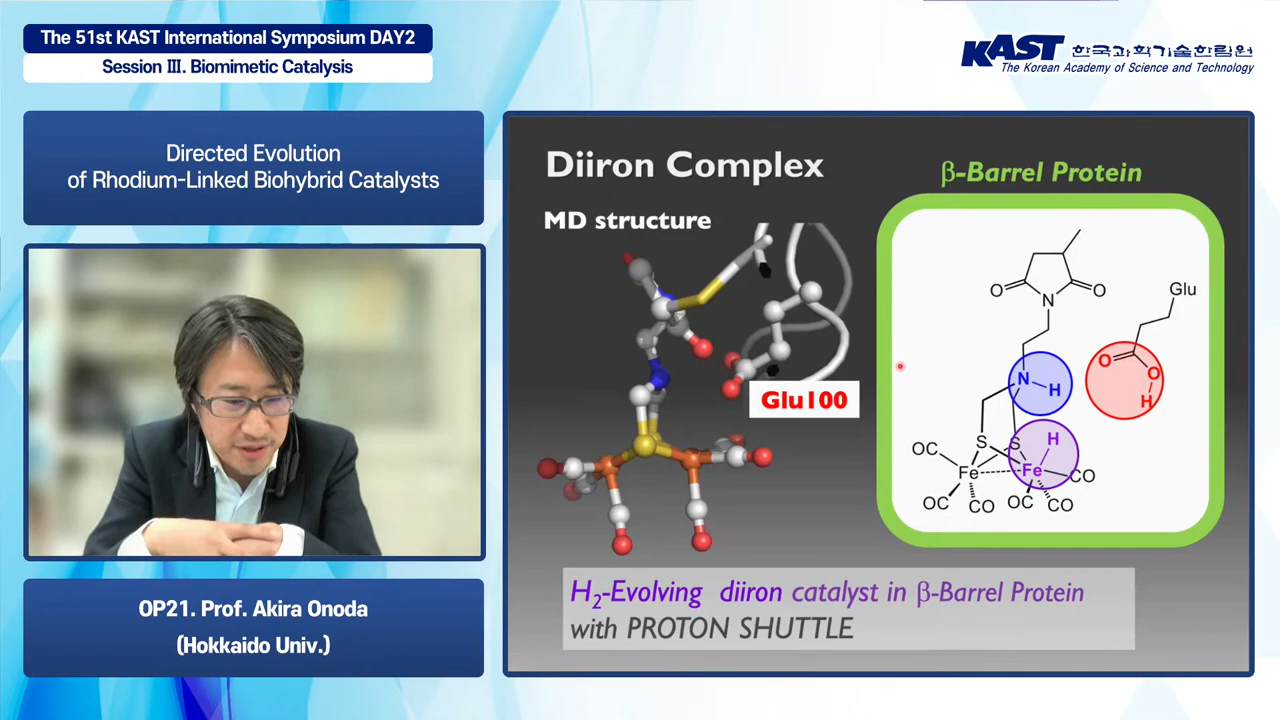 The 51st KAST International Symposium DAY2
Session Ⅲ. Biomimetic Catalysis
KAST 한국과학기술한림원
The Korean Academy of Science and Technology
Directed Evolution
of Rhodium-Linked Biohybrid Catalysts
OP21. Prof. Akira Onoda
(Hokkaido Univ.)
Diiron Complex
MD structure
Glu100
β-Barrel Protein
O N O
Glu
O
O
H
N H
S S
H
OC Fe Fe CO
OC CO OC CO
H2-Evolving diiron catalyst in β-Barrel Protein
with PROTON SHUTTLE